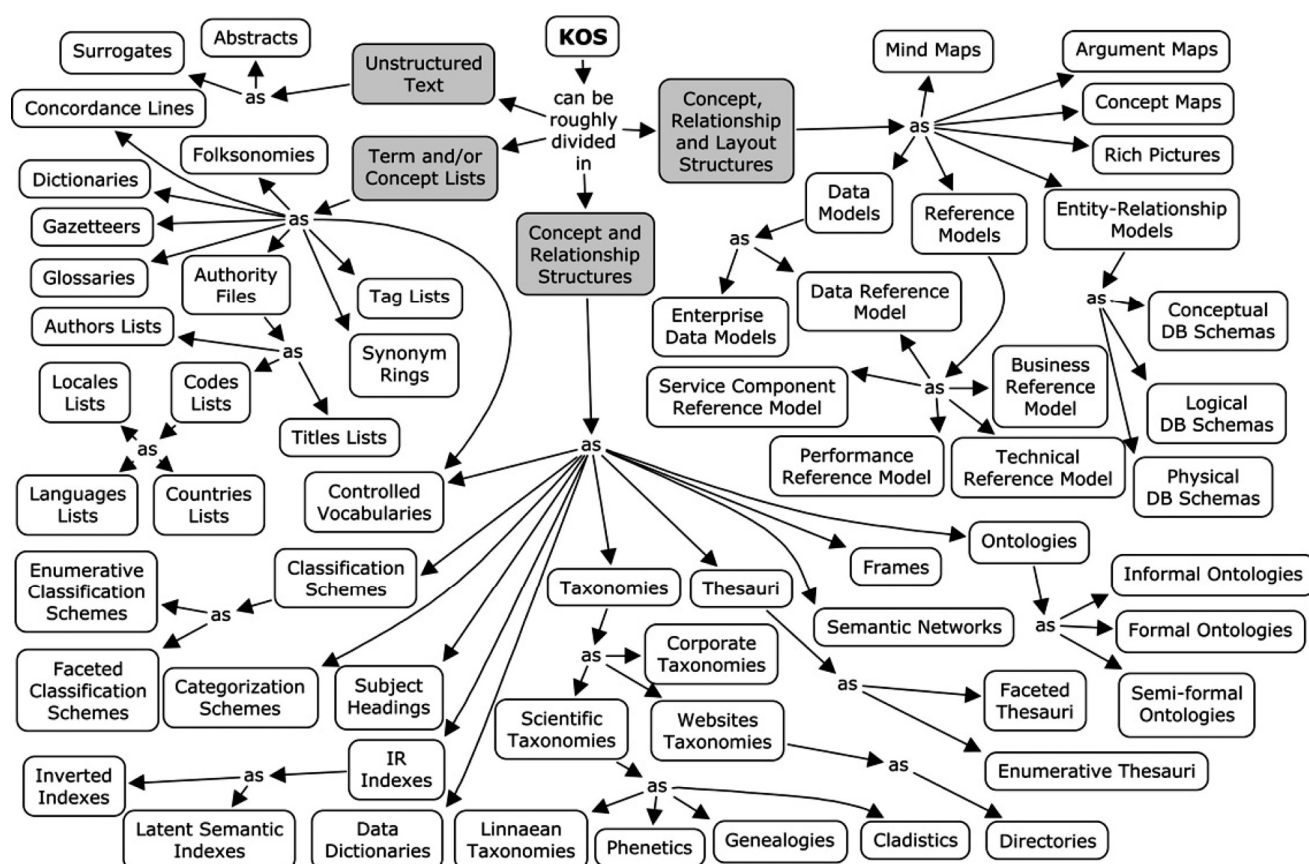 KOS
can be
roughly
divided
in
Unstructured
Text
as
Abstracts
Surrogates
Term and/or
Concept Lists
as
Concordance Lines
Folksonomies
Dictionaries
Gazetteers
Glossaries
Authority
Files
Tag Lists
Synonym
Rings
as
Authors Lists
Codes
Lists
Titles Lists
as
Locales
Lists
Languages
Lists
Countries
Lists
Concept,
Relationship
and Layout
Structures
as
Mind Maps
Argument Maps
Concept Maps
Rich Pictures
Data
Models
Reference
Models
Entity-Relationship
Models
as
Enterprise
Data Models
Data Reference
Model
as
Service Component
Reference Model
Business
Reference
Model
Performance
Reference Model
Technical
Reference Model
as
Conceptual
DB Schemas
Logical
DB Schemas
Physical
DB Schemas
Concept and
Relationship
Structures
as
Controlled
Vocabularies
Classification
Schemes
as
Enumerative
Classification
Schemes
Faceted
Classification
Schemes
Categorization
Schemes
Subject
Headings
IR
Indexes
as
Inverted
Indexes
Latent Semantic
Indexes
Data
Dictionaries
Taxonomies
as
Corporate
Taxonomies
Scientific
Taxonomies
Websites
Taxonomies
as
Linnaean
Taxonomies
Phenetics
Genealogies
Cladistics
as
Directories
Thesauri
as
Faceted
Thesauri
Enumerative Thesauri
Semantic Networks
Frames
Ontologies
as
Informal Ontologies
Formal Ontologies
Semi-formal
Ontologies